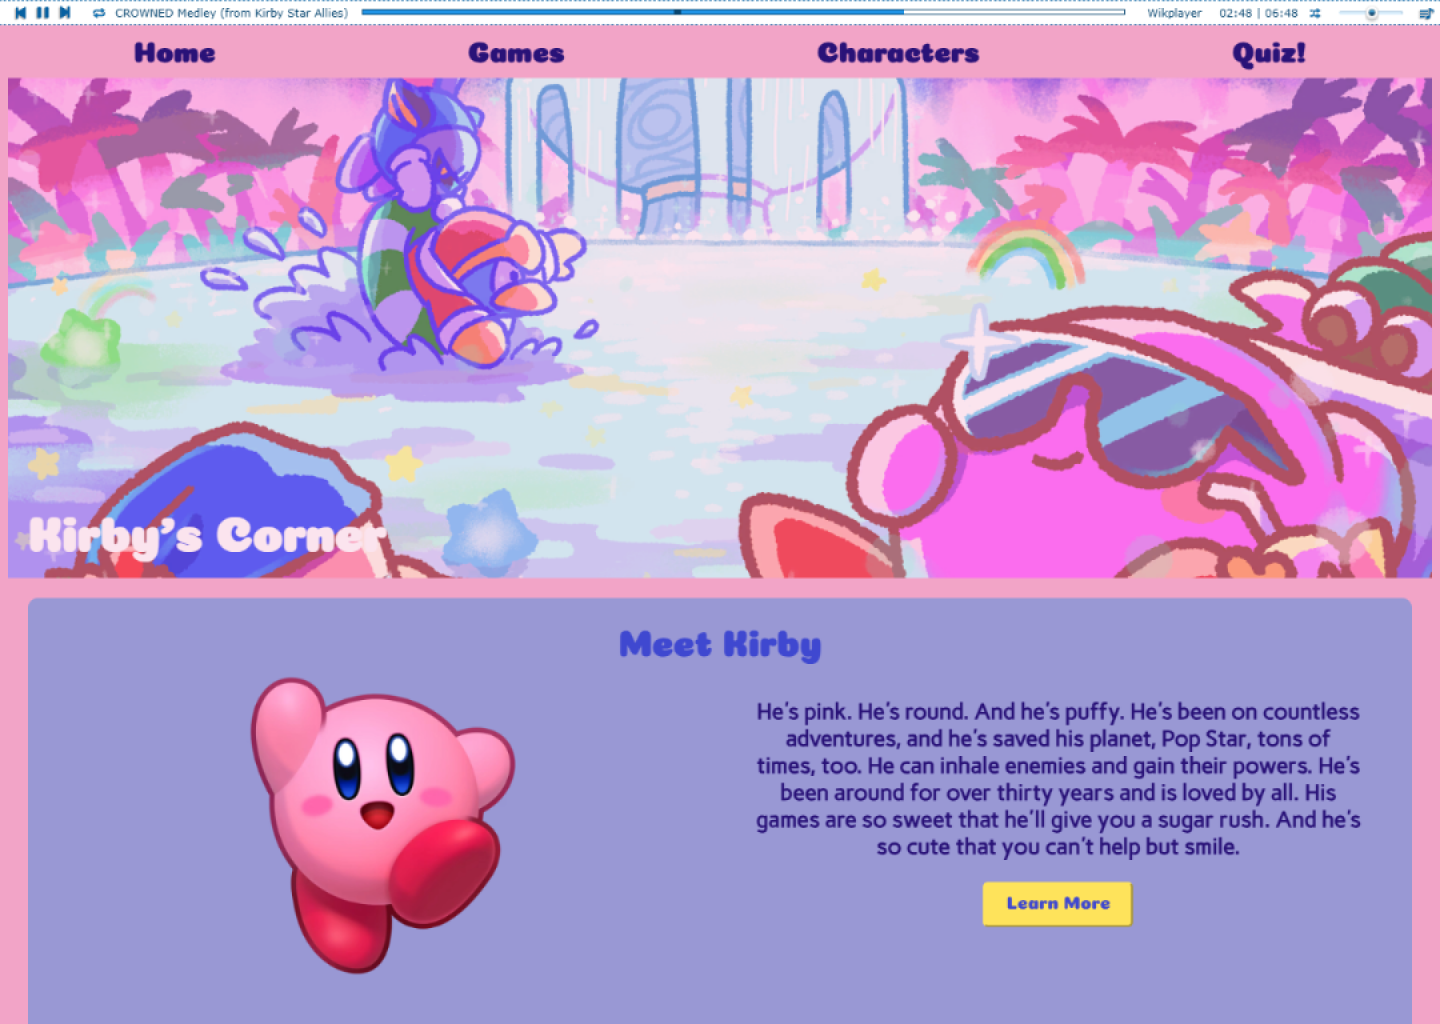 CROWNED Medley (from Kirby Star Allies) Wikplayer 02:48 | 06:48
Home Games Characters Quiz!
Kirby's Corner
Meet Kirby
He's pink. He's round. And he's puffy. He's been on countless
adventures, and he's saved his planet, Pop Star, tons of
times, too. He can inhale enemies and gain their powers. He's
been around for over thirty years and is loved by all. His
games are so sweet that he'll give you a sugar rush. And he's
so cute that you can't help but smile.
Learn More